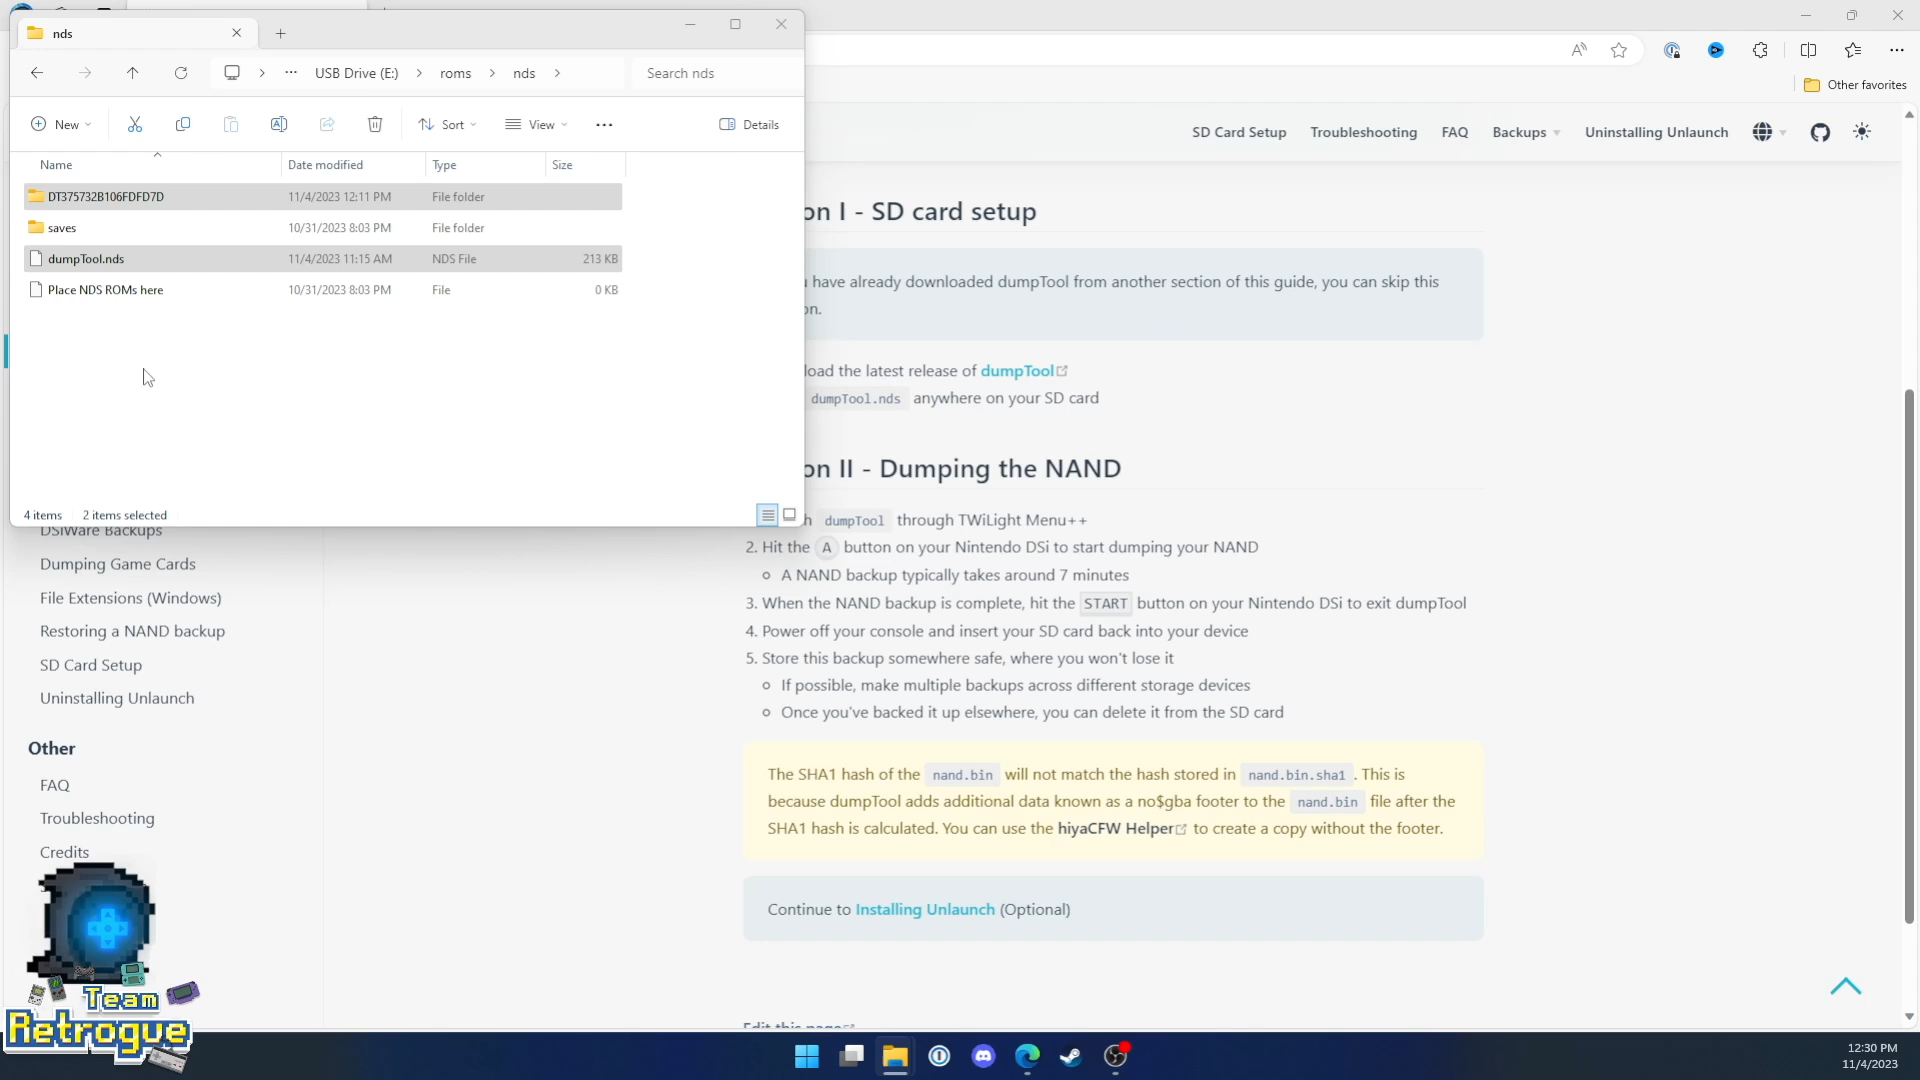 nds
USB Drive (E:)
roms
nds
Search nds
New
Sort
View
Details
Name
Date modified
Type
Size
DT375732B106FDFD7D 11/4/2023 12:11 PM File folder
saves 10/31/2023 8:03 PM File folder
dumpTool.nds 11/4/2023 11:15 AM NDS File 213 KB
Place NDS ROMs here 10/31/2023 8:03 PM File 0 KB
4 items 2 items selected
Other favorites
SD Card Setup
Troubleshooting
FAQ
Backups
Uninstalling Unlaunch
on I - SD card setup
have already downloaded dumpTool from another section of this guide, you can skip this
on.
load the latest release of dumpTool
dumpTool.nds anywhere on your SD card
on II - Dumping the NAND
h dumpTool through TWiLight Menu++
2. Hit the A button on your Nintendo DSi to start dumping your NAND
A NAND backup typically takes around 7 minutes
3. When the NAND backup is complete, hit the START button on your Nintendo DSi to exit dumpTool
4. Power off your console and insert your SD card back into your device
5. Store this backup somewhere safe, where you won't lose it
If possible, make multiple backups across different storage devices
Once you've backed it up elsewhere, you can delete it from the SD card
The SHA1 hash of the nand.bin will not match the hash stored in nand.bin.sha1. This is
because dumpTool adds additional data known as a no$gba footer to the nand.bin file after the
SHA1 hash is calculated. You can use the hiyaCFW Helper to create a copy without the footer.
Continue to Installing Unlaunch (Optional)
Edit this page
DSiWare Backups
Dumping Game Cards
File Extensions (Windows)
Restoring a NAND backup
SD Card Setup
Uninstalling Unlaunch
Other
FAQ
Troubleshooting
Credits
Team
Retrogue
12:30 PM
11/4/2023